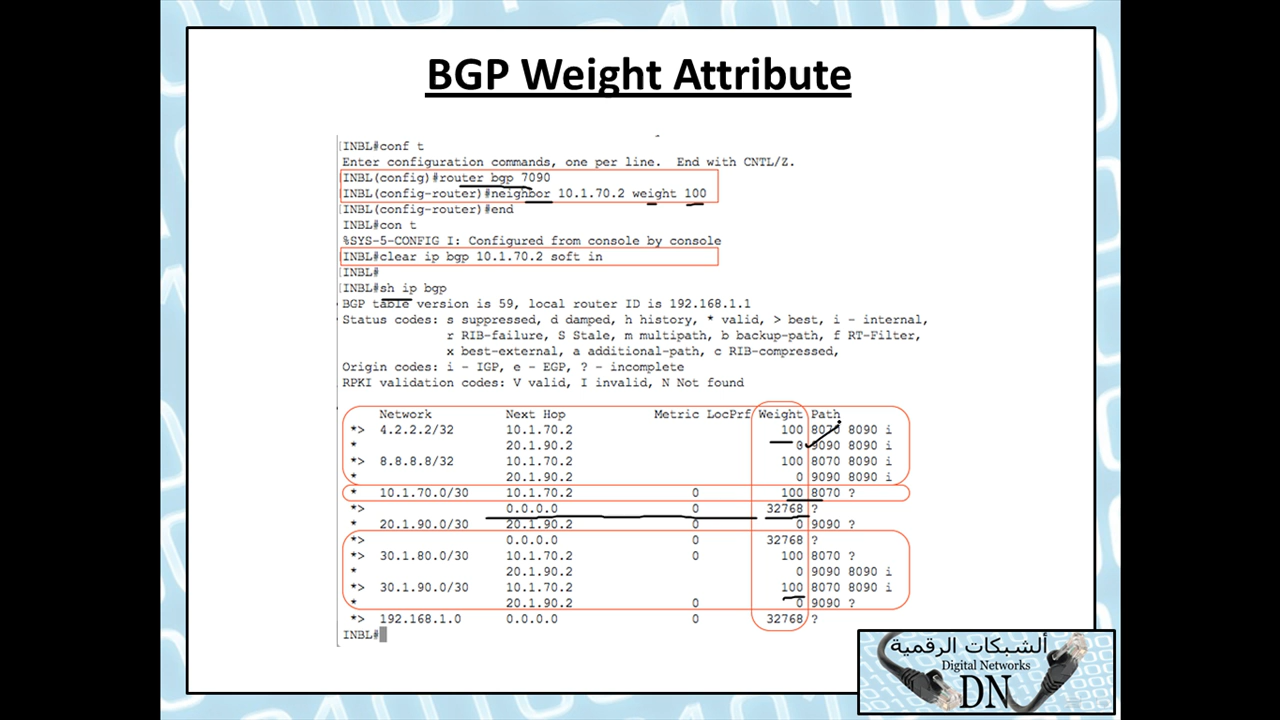 BGP Weight Attribute
[INBL#conf t
Enter configuration commands, one per line.  End with CNTL/Z.
INBL(config)#router bgp 7090
INBL(config-router)#neighbor 10.1.70.2 weight 100
[INBL(config-router)#end
INBL#con t
%SYS-5-CONFIG I: Configured from console by console
INBL#clear ip bgp 10.1.70.2 soft in
[INBL#
[INBL#sh ip bgp
BGP table version is 59, local router ID is 192.168.1.1
Status codes: s suppressed, d damped, h history, * valid, > best, i - internal,
r RIB-failure, S Stale, m multipath, b backup-path, f RT-Filter,
x best-external, a additional-path, c RIB-compressed,
Origin codes: i - IGP, e - EGP, ? - incomplete
RPKI validation codes: V valid, I invalid, N Not found
Network Next Hop Metric LocPrf Weight Path
*> 4.2.2.2/32 10.1.70.2 100 8070 8090 i
* 20.1.90.2 0 9090 8090 i
*> 8.8.8.8/32 10.1.70.2 100 8070 8090 i
* 20.1.90.2 0 9090 8090 i
* 10.1.70.0/30 10.1.70.2 0 100 8070 ?
*> 0.0.0.0 0 32768 ?
* 20.1.90.0/30 20.1.90.2 0 0 9090 ?
*> 0.0.0.0 0 32768 ?
*> 30.1.80.0/30 10.1.70.2 0 100 8070 ?
* 20.1.90.2 0 9090 8090 i
*> 30.1.90.0/30 10.1.70.2 100 8070 8090 i
* 20.1.90.2 0 0 9090 ?
*> 192.168.1.0 0.0.0.0 0 32768 ?
INBL#
ألشبكات الرقمية
Digital Networks
DN